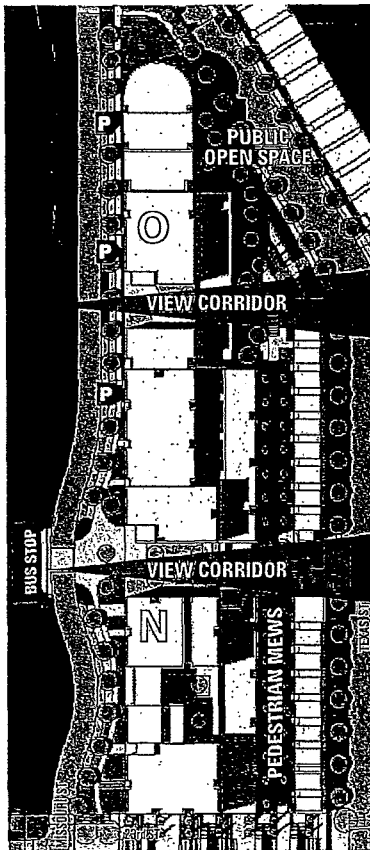 P
PUBLIC
OPEN SPACE
O
P
VIEW CORRIDOR
P
BUS STOP
VIEW CORRIDOR
N
PEDESTRIAN MEWS
TEXAS ST
MISSOURI ST